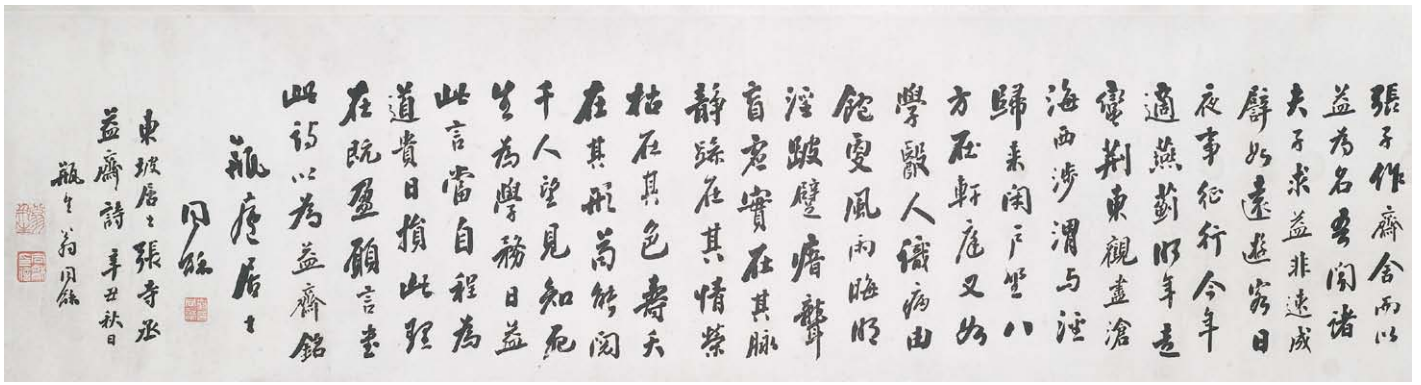 張子作齋舍而以
益為名吾聞諸
夫子求益非速成
譬如遠遊客日
夜事征行今年
適燕薊明年走
蠻荊東觀盡滄
海西涉渭与涇
歸來閉戶坐八
方在軒庭又如
學毉人識病由
飽更風雨晦明
淫跛躄瘖聾
盲虛實在其脉
靜躁在其情榮
枯在其色壽夭
在其形苟能閱
千人望見知死
生為學務日益
此言當自程為
道貴日損此理
在既盈願言書
此詩以為益齋銘
瓶廬居士
同龢
東坡居士張寺丞
益齋詩 辛丑秋日
瓶生翁同龢